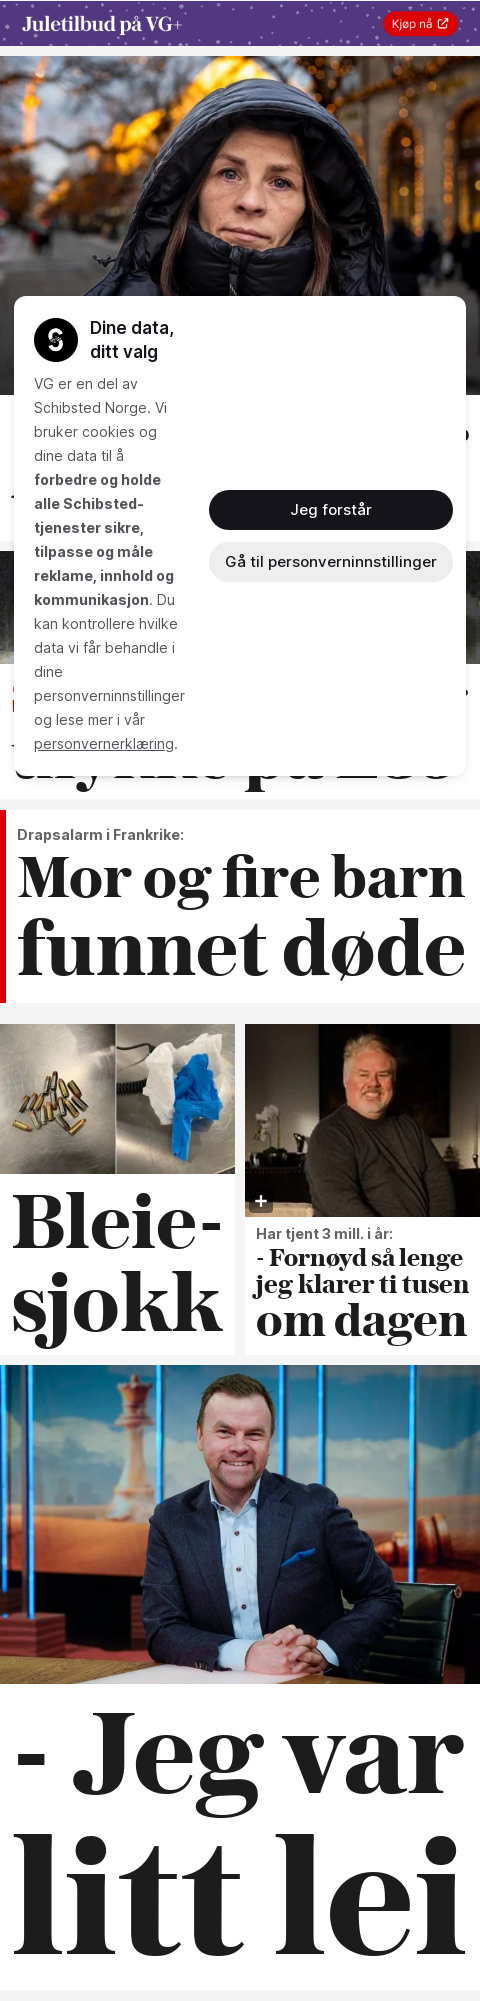 Juletilbud på VG+
Kjøp nå
Dine data,
ditt valg
VG er en del av
Schibsted Norge. Vi
bruker cookies og
dine data til å
forbedre og holde
alle Schibsted-
tjenester sikre,
tilpasse og måle
reklame, innhold og
kommunikasjon. Du
kan kontrollere hvilke
data vi får behandle i
dine
personverninnstillinger
og lese mer i vår
personvernerklæring.
Jeg forstår
Gå til personverninnstillinger
Drapsalarm i Frankrike:
Mor og fire barn
funnet døde
Bleie-
sjokk
Har tjent 3 mill. i år:
- Fornøyd så lenge
jeg klarer ti tusen
om dagen
- Jeg var
litt lei